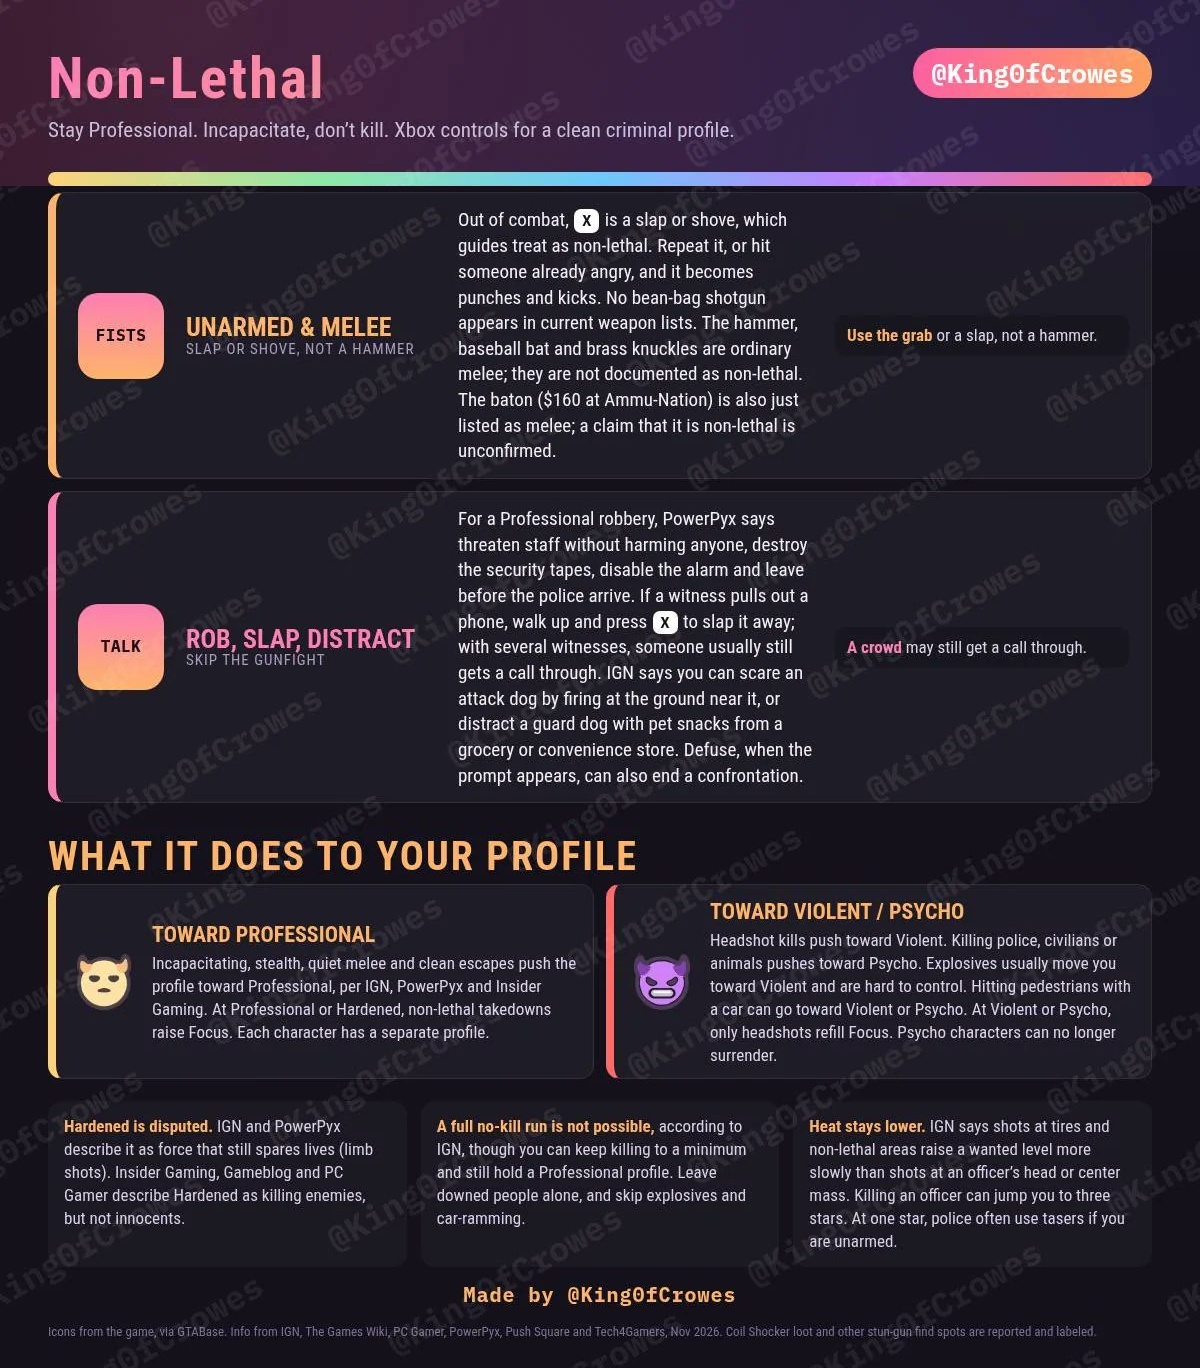 Non-Lethal
@King0fCrowes
Stay Professional. Incapacitate, don’t kill. Xbox controls for a clean criminal profile.
FISTS
UNARMED & MELEE
SLAP OR SHOVE, NOT A HAMMER
Out of combat, X is a slap or shove, which
guides treat as non-lethal. Repeat it, or hit
someone already angry, and it becomes
punches and kicks. No bean-bag shotgun
appears in current weapon lists. The hammer,
baseball bat and brass knuckles are ordinary
melee; they are not documented as non-lethal.
The baton ($160 at Ammu-Nation) is also just
listed as melee; a claim that it is non-lethal is
unconfirmed.
Use the grab or a slap, not a hammer.
TALK
ROB, SLAP, DISTRACT
SKIP THE GUNFIGHT
For a Professional robbery, PowerPyx says
threaten staff without harming anyone, destroy
the security tapes, disable the alarm and leave
before the police arrive. If a witness pulls out a
phone, walk up and press X to slap it away;
with several witnesses, someone usually still
gets a call through. IGN says you can scare an
attack dog by firing at the ground near it, or
distract a guard dog with pet snacks from a
grocery or convenience store. Defuse, when the
prompt appears, can also end a confrontation.
A crowd may still get a call through.
WHAT IT DOES TO YOUR PROFILE
TOWARD PROFESSIONAL
Incapacitating, stealth, quiet melee and clean escapes push the
profile toward Professional, per IGN, PowerPyx and Insider
Gaming. At Professional or Hardened, non-lethal takedowns
raise Focus. Each character has a separate profile.
TOWARD VIOLENT / PSYCHO
Headshot kills push toward Violent. Killing police, civilians or
animals pushes toward Psycho. Explosives usually move you
toward Violent and are hard to control. Hitting pedestrians with
a car can go toward Violent or Psycho. At Violent or Psycho,
only headshots refill Focus. Psycho characters can no longer
surrender.
Hardened is disputed. IGN and PowerPyx
describe it as force that still spares lives (limb
shots). Insider Gaming, Gameblog and PC
Gamer describe Hardened as killing enemies,
but not innocents.
A full no-kill run is not possible, according to
IGN, though you can keep killing to a minimum
and still hold a Professional profile. Leave
downed people alone, and skip explosives and
car-ramming.
Heat stays lower. IGN says shots at tires and
non-lethal areas raise a wanted level more
slowly than shots at an officer’s head or center
mass. Killing an officer can jump you to three
stars. At one star, police often use tasers if you
are unarmed.
Made by @King0fCrowes
Icons from the game, via GTABase. Info from IGN, The Games Wiki, PC Gamer, PowerPyx, Push Square and Tech4Gamers, Nov 2026. Coil Shocker loot and other stun-gun find spots are reported and labeled.